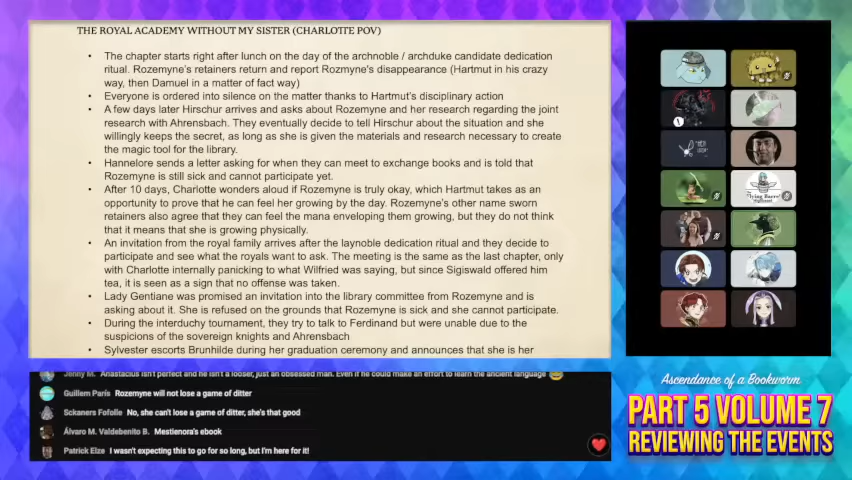 THE ROYAL ACADEMY WITHOUT MY SISTER (CHARLOTTE POV)
• The chapter starts right after lunch on the day of the archnoble / archduke candidate dedication
ritual. Rozemyne's retainers return and report Rozmyne's disappearance (Hartmut in his crazy
way, then Damuel in a matter of fact way)
• Everyone is ordered into silence on the matter thanks to Hartmut's disciplinary action
• A few days later Hirschur arrives and asks about Rozemyne and her research regarding the joint
research with Ahrensbach. They eventually decide to tell Hirschur about the situation and she
willingly keeps the secret, as long as she is given the materials and research necessary to create
the magic tool for the library.
• Hannelore sends a letter asking for when they can meet to exchange books and is told that
Rozemyne is still sick and cannot participate yet.
• After 10 days, Charlotte wonders aloud if Rozemyne is truly okay, which Hartmut takes as an
opportunity to prove that he can feel her growing by the day. Rozemyne's other name sworn
retainers also agree that they can feel the mana enveloping them growing, but they do not think
that it means that she is growing physically.
• An invitation from the royal family arrives after the laynoble dedication ritual and they decide to
participate and see what the royals want to ask. The meeting is the same as the last chapter, only
with Charlotte internally panicking to what Wilfried was saying, but since Sigiswald offered him
tea, it is seen as a sign that no offense was taken.
• Lady Gentiane was promised an invitation into the library committee from Rozemyne and is
asking about it. She is refused on the grounds that Rozemyne is sick and she cannot participate.
• During the interduchy tournament, they try to talk to Ferdinand but were unable due to the
suspicions of the sovereign knights and Ahrensbach
• Sylvester escorts Brunhilde during her graduation ceremony and announces that she is her
Jenny M. Anastacius isn't perfect and he isn't a looser, just an obsessed man. Even if he could make an effort to learn the ancient language 😄
Guillem París Rozemyne will not lose a game of ditter
Sckaners Fofolle No, she can't lose a game of ditter, she's that good
Álvaro M. Valdebenito B. Mestienora's ebook
Patrick Elze I wasn't expecting this to go for so long, but I'm here for it!
Ascendance of a Bookworm
PART 5 VOLUME 7
REVIEWING THE EVENTS